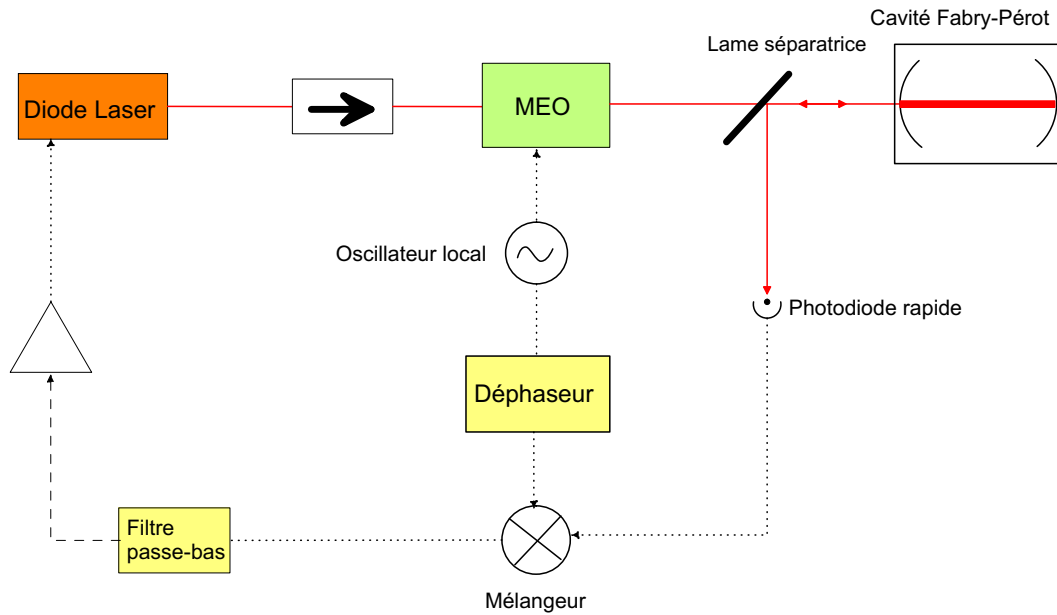 Cavité Fabry-Pérot
Lame séparatrice
Diode Laser
MEO
Oscillateur local
Photodiode rapide
Déphaseur
Filtre
passe-bas
Mélangeur